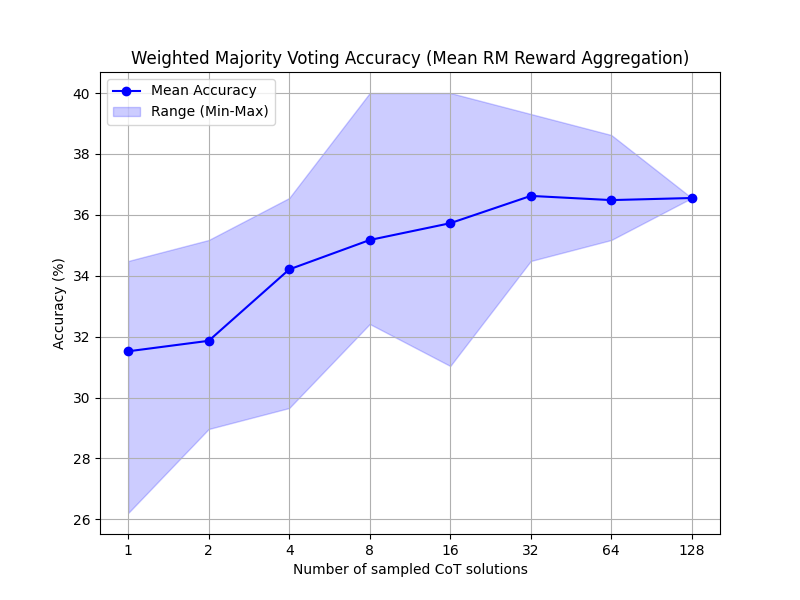 Weighted Majority Voting Accuracy (Mean RM Reward Aggregation)
Mean Accuracy
Range (Min-Max)
Accuracy (%)
40
38
36
34
32
30
28
26
1 2 4 8 16 32 64 128
Number of sampled CoT solutions